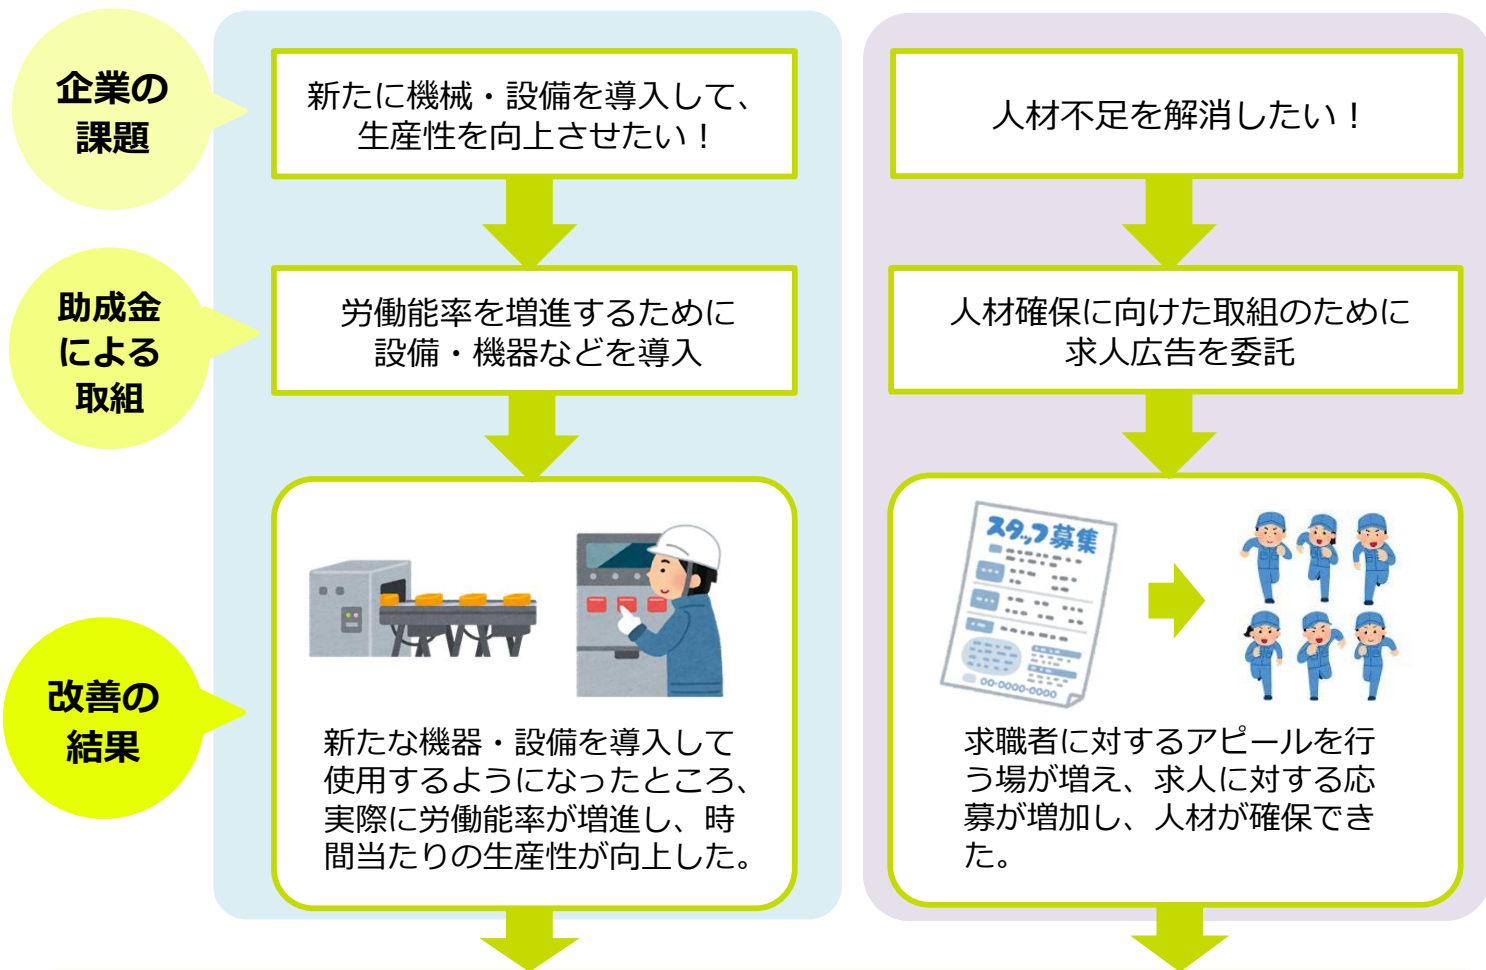 企業の
課題
新たに機械・設備を導入して、
生産性を向上させたい！
人材不足を解消したい！
助成金
による
取組
労働能率を増進するために
設備・機器などを導入
人材確保に向けた取組のために
求人広告を委託
改善の
結果
新たな機器・設備を導入して
使用するようになったところ、
実際に労働能率が増進し、時
間当たりの生産性が向上した。
スタッフ募集
00-0000-0000
求職者に対するアピールを行
う場が増え、求人に対する応
募が増加し、人材が確保でき
た。